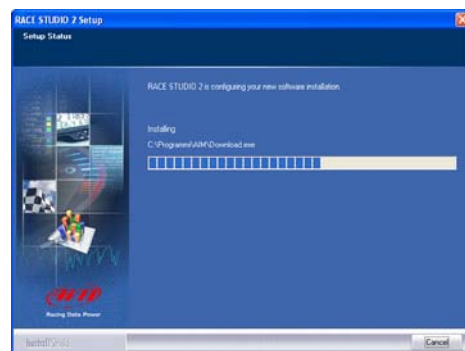 RACE STUDIO 2 Setup
Setup Status
RACE STUDIO 2 is configuring your new software installation.
Installing
C:\Programmi\AIM\Download.exe
AIM
Racing Data Power
InstallShield
Cancel